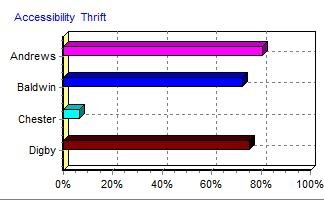 Accessibility Thrift
Andrews
Baldwin
Chester
Digby
0% 20% 40% 60% 80% 100%